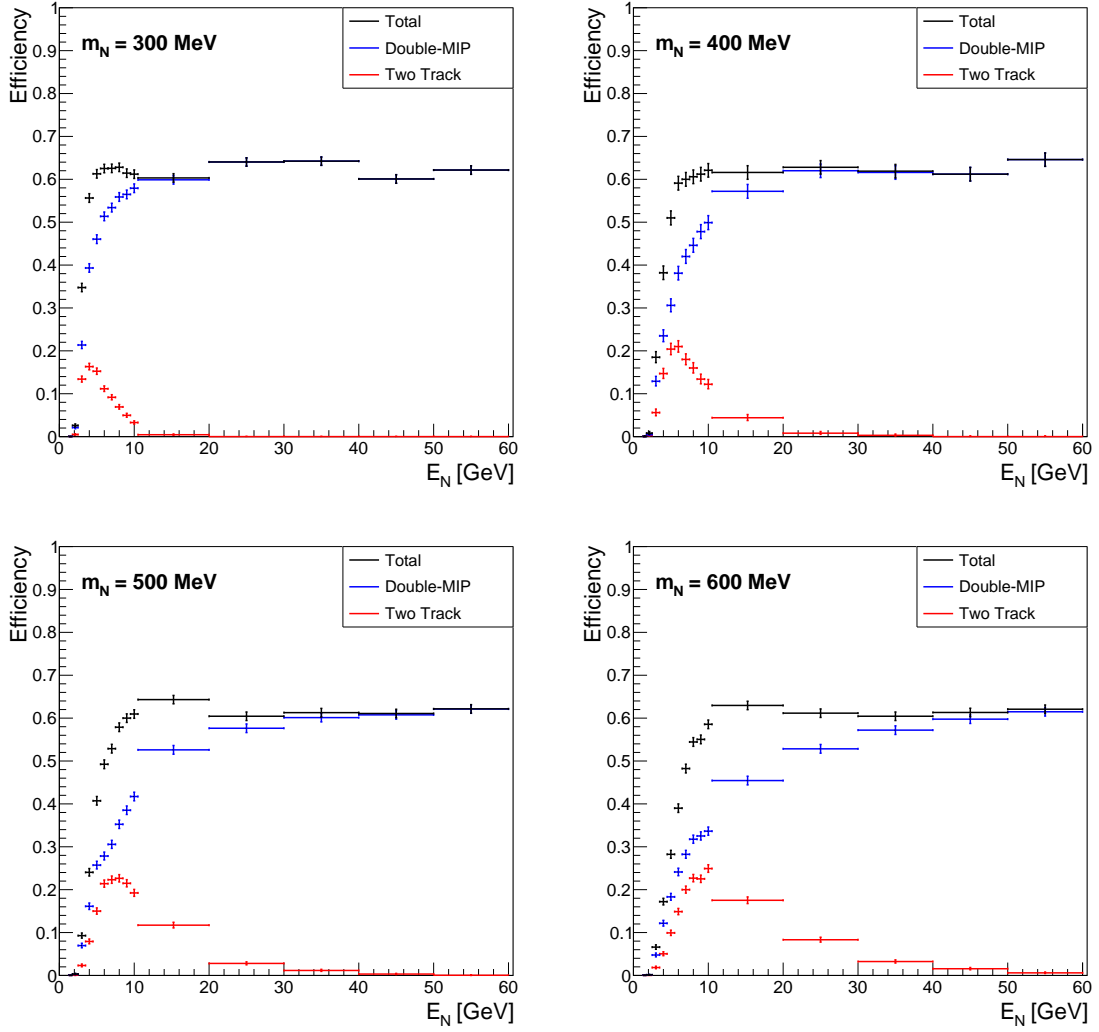 Efficiency
1
0.9
0.8
0.7
0.6
0.5
0.4
0.3
0.2
0.1
0
m_N = 300 MeV
Total
Double-MIP
Two Track
0 10 20 30 40 50 60
E_N [GeV]
Efficiency
1
0.9
0.8
0.7
0.6
0.5
0.4
0.3
0.2
0.1
0
m_N = 400 MeV
Total
Double-MIP
Two Track
0 10 20 30 40 50 60
E_N [GeV]
Efficiency
1
0.9
0.8
0.7
0.6
0.5
0.4
0.3
0.2
0.1
0
m_N = 500 MeV
Total
Double-MIP
Two Track
0 10 20 30 40 50 60
E_N [GeV]
Efficiency
1
0.9
0.8
0.7
0.6
0.5
0.4
0.3
0.2
0.1
0
m_N = 600 MeV
Total
Double-MIP
Two Track
0 10 20 30 40 50 60
E_N [GeV]